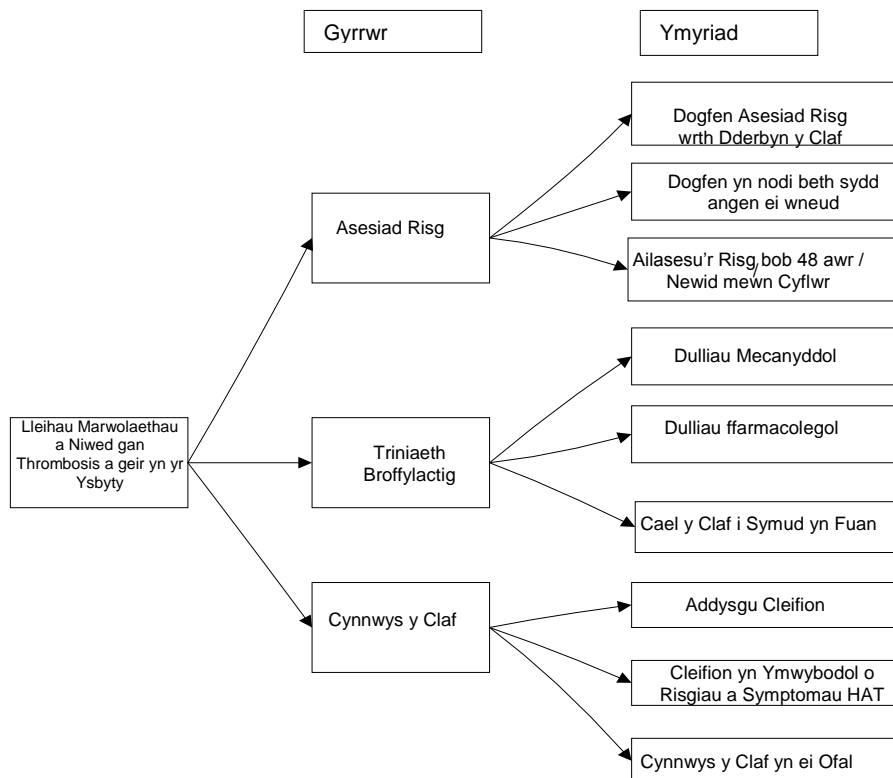 Gyrrwr
Ymyriad
Dogfen Asesiad Risg
wrth Dderbyn y Claf
Dogfen yn nodi beth sydd
angen ei wneud
Asesiad Risg
Ailasesu'r Risg bob 48 awr /
Newid mewn Cyflwr
Dulliau Mecanyddol
Lleihau Marwolaethau
a Niwed gan
Thrombosis a geir yn yr
Ysbyty
Triniaeth
Broffylactig
Dulliau ffarmacolegol
Cael y Claf i Symud yn Fuan
Cynnwys y Claf
Addysgu Cleifion
Cleifion yn Ymwybodol o
Risgiau a Symptomau HAT
Cynnwys y Claf yn ei Ofal